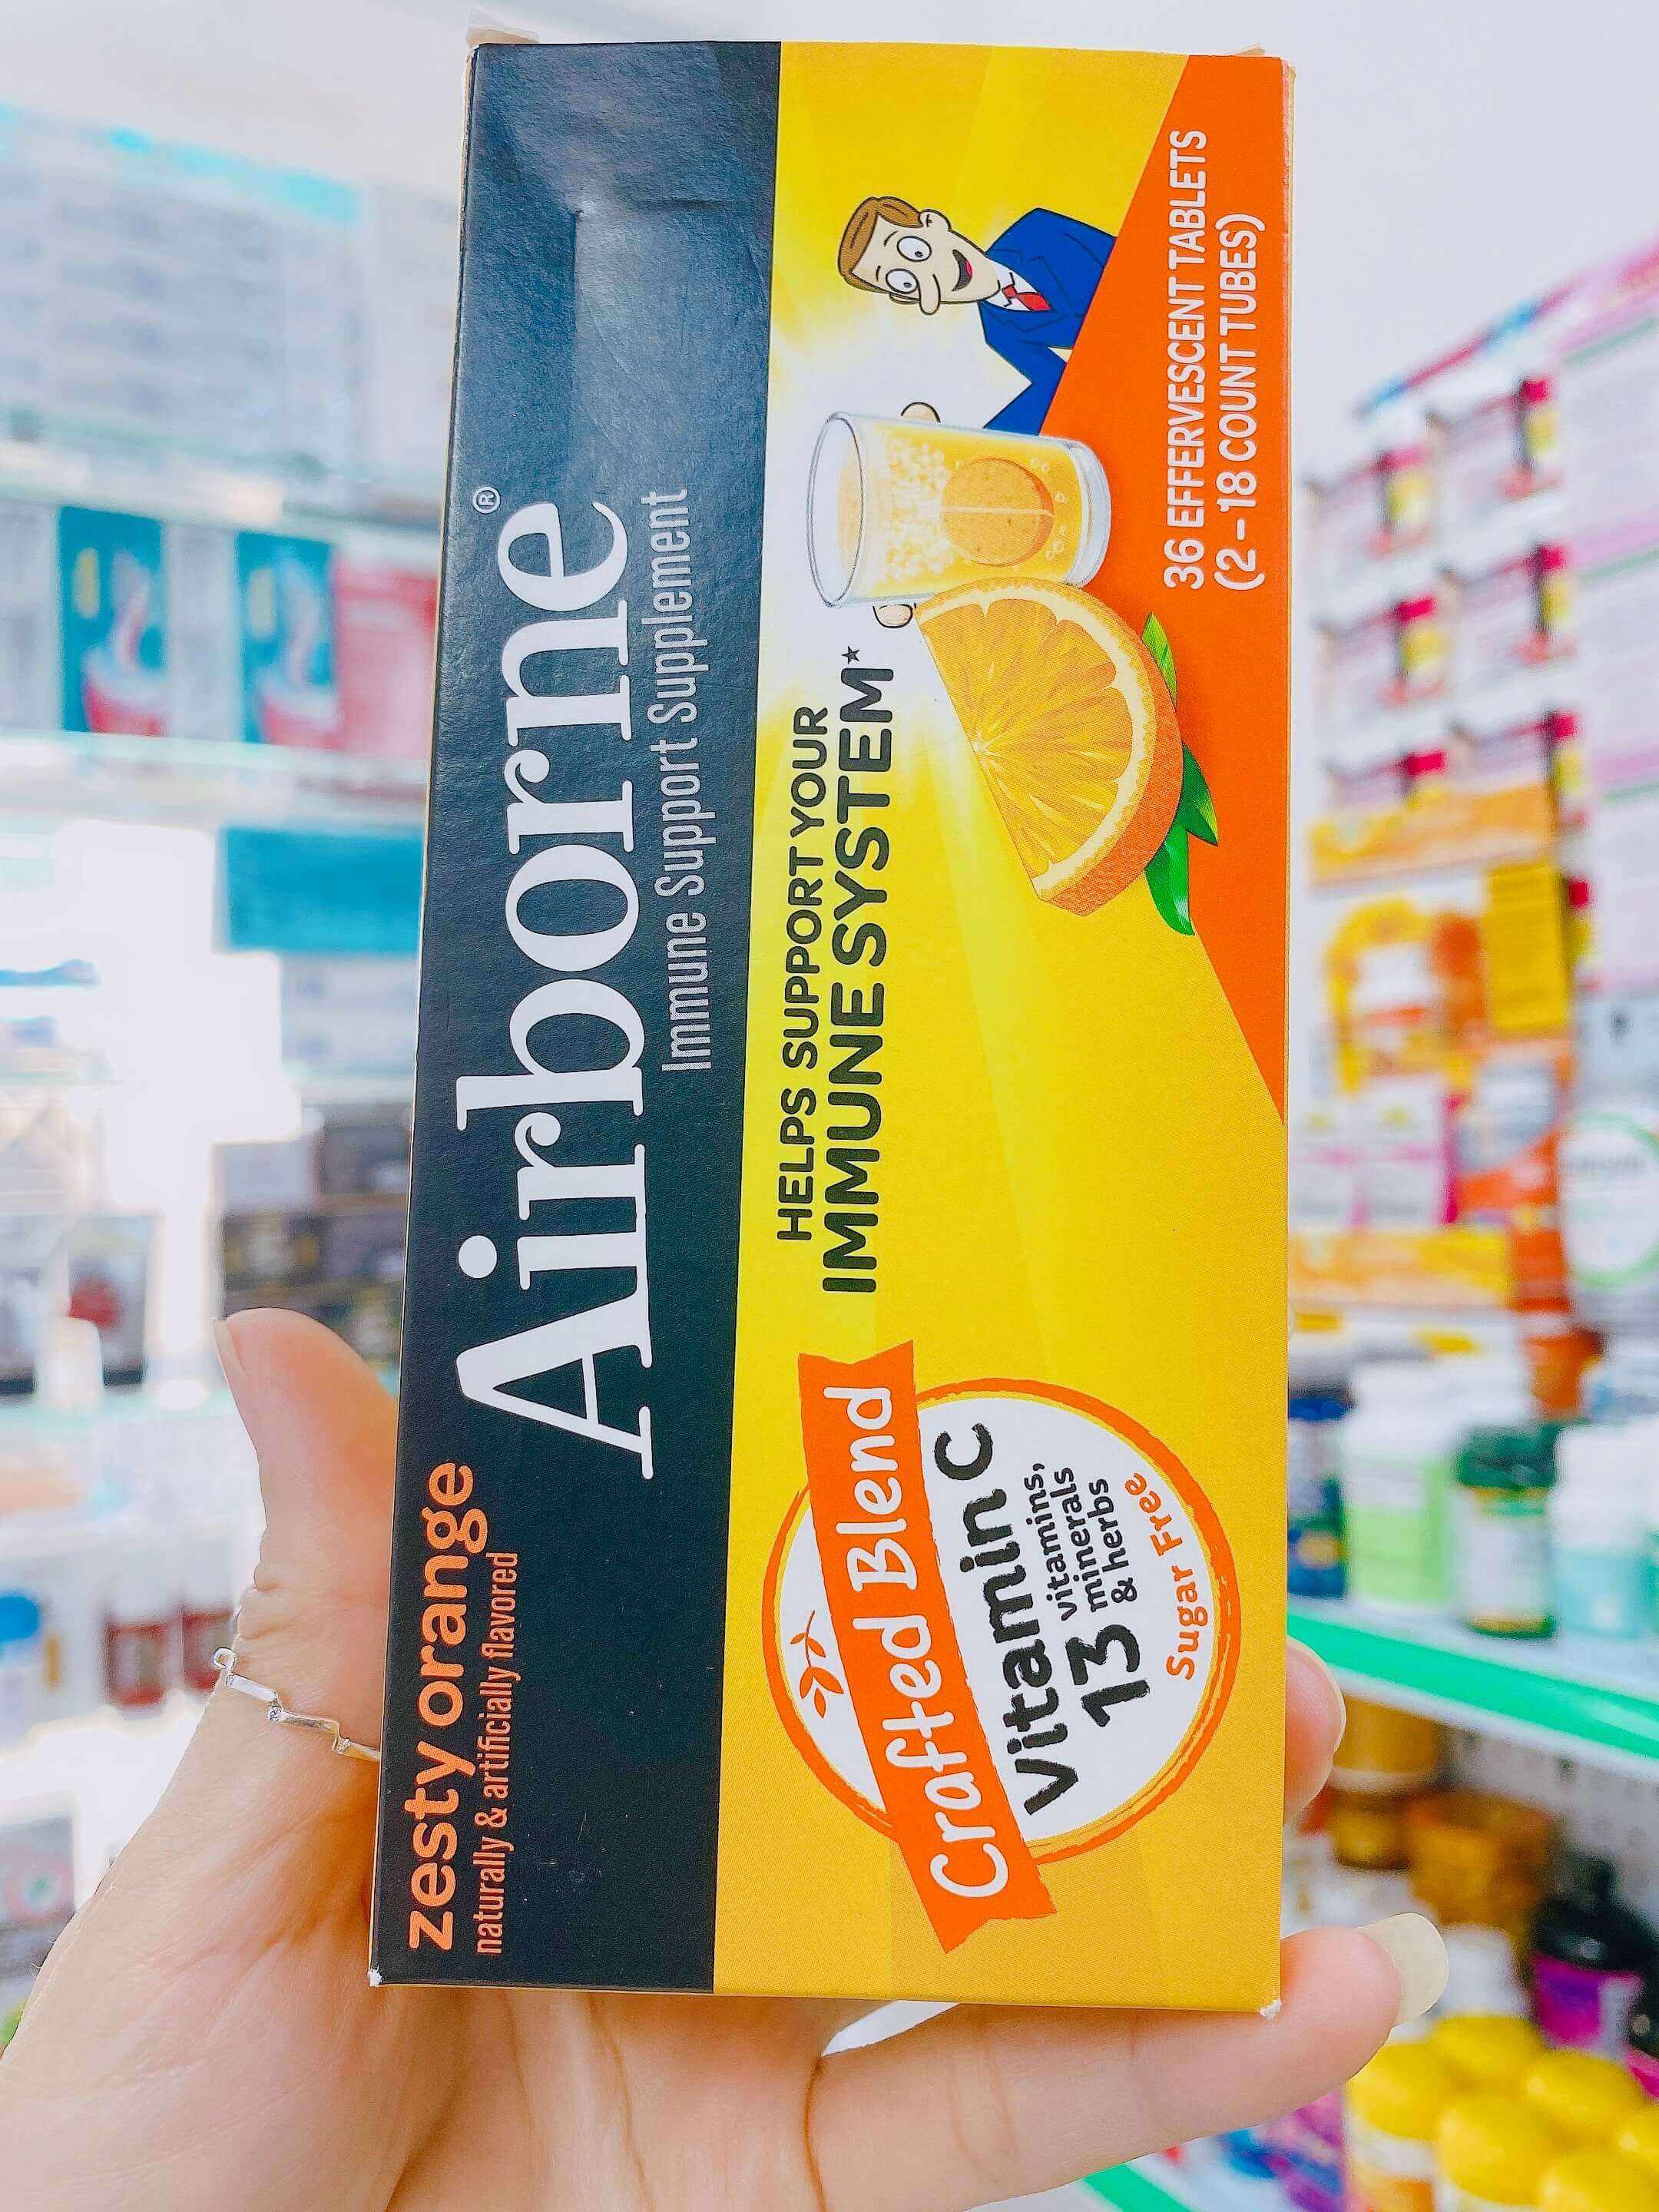 zesty orange
naturally & artificially flavored
Airborne®
Immune Support Supplement
HELPS SUPPORT YOUR
IMMUNE SYSTEM*
Crafted Blend
Vitamin C
13 vitamins,
minerals
& herbs
Sugar Free
36 EFFERVESCENT TABLETS
(2-18 COUNT TUBES)